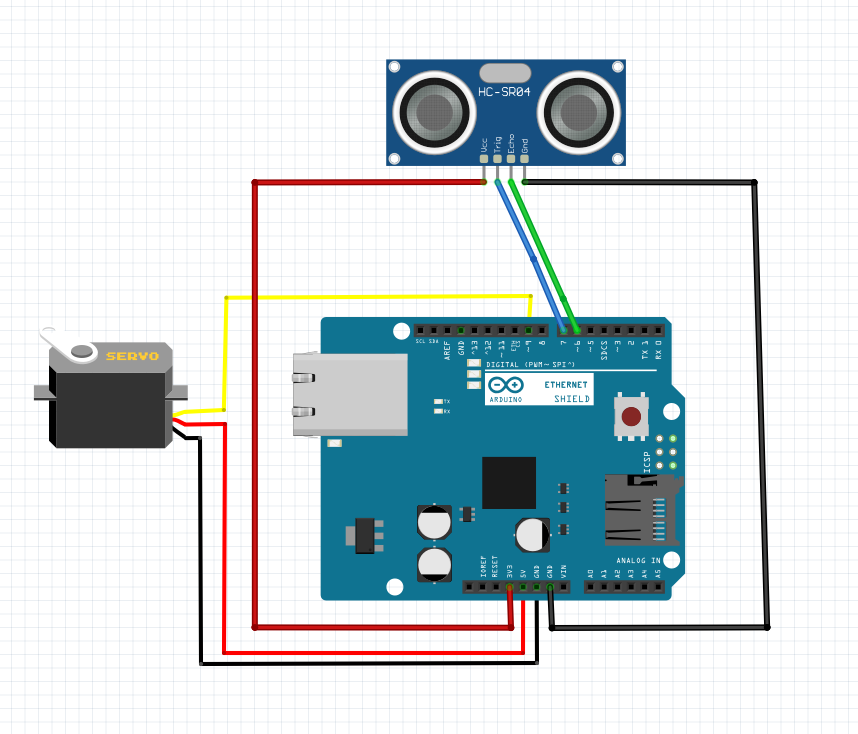 HC-SR04
Vcc
Trig
Echo
Gnd
SERVO
SCL SDA
AREF
GND
^13
^12
~11
~9
8
7
~6
~5
SDCS
~3
2
TX 1
RX 0
DIGITAL (PWM~ SPI^)
ARDUINO
ETHERNET
SHIELD
TX
RX
ICSP
ANALOG IN
IOREF
RESET
3V3
5V
GND
GND
VIN
A0
A1
A2
A3
A4
A5